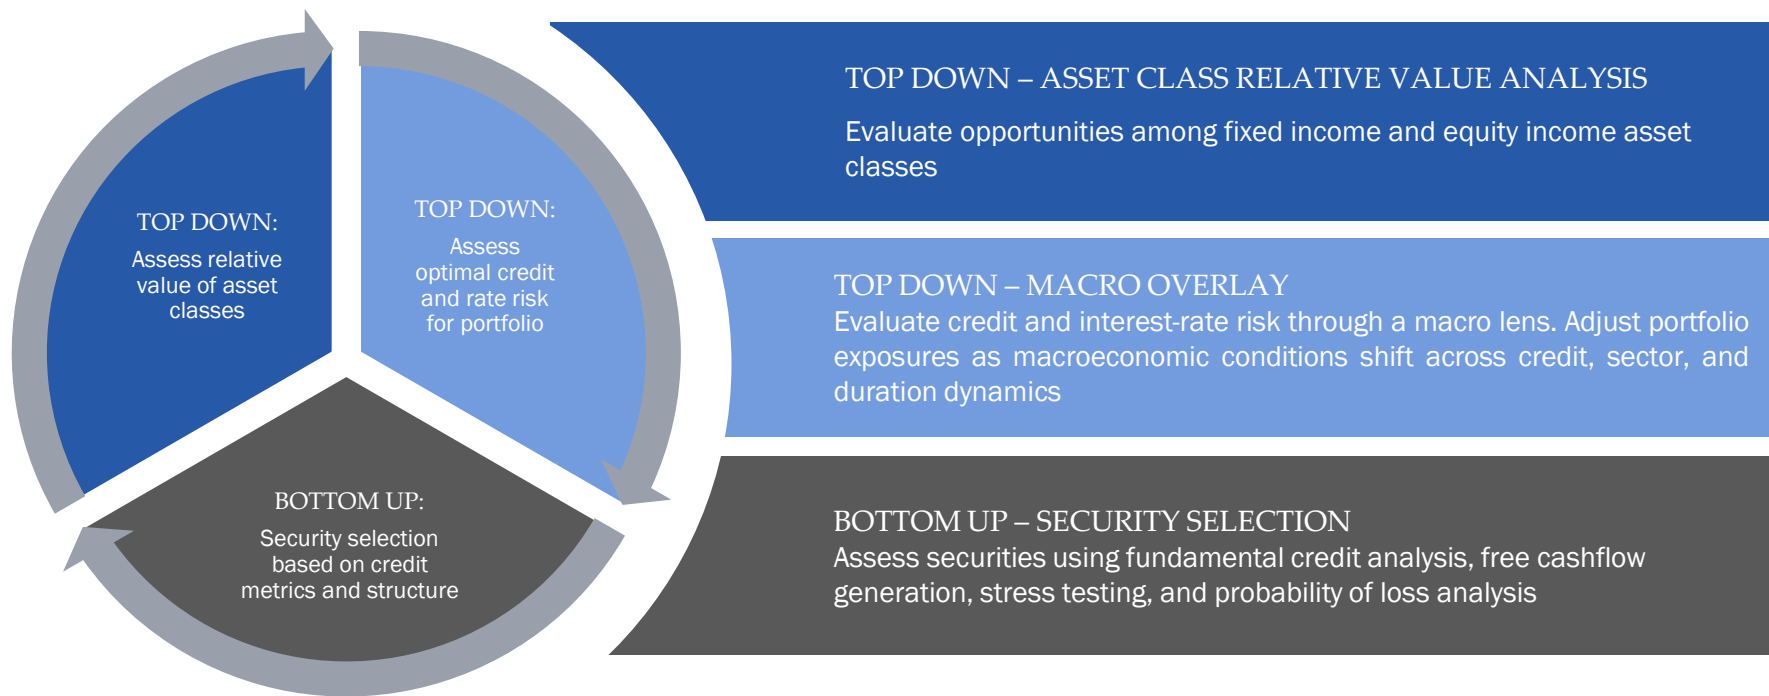 TOP DOWN:
Assess relative
value of asset
classes
TOP DOWN:
Assess
optimal credit
and rate risk
for portfolio
BOTTOM UP:
Security selection
based on credit
metrics and structure
TOP DOWN – ASSET CLASS RELATIVE VALUE ANALYSIS
Evaluate opportunities among fixed income and equity income asset
classes
TOP DOWN – MACRO OVERLAY
Evaluate credit and interest-rate risk through a macro lens. Adjust portfolio
exposures as macroeconomic conditions shift across credit, sector, and
duration dynamics
BOTTOM UP – SECURITY SELECTION
Assess securities using fundamental credit analysis, free cashflow
generation, stress testing, and probability of loss analysis